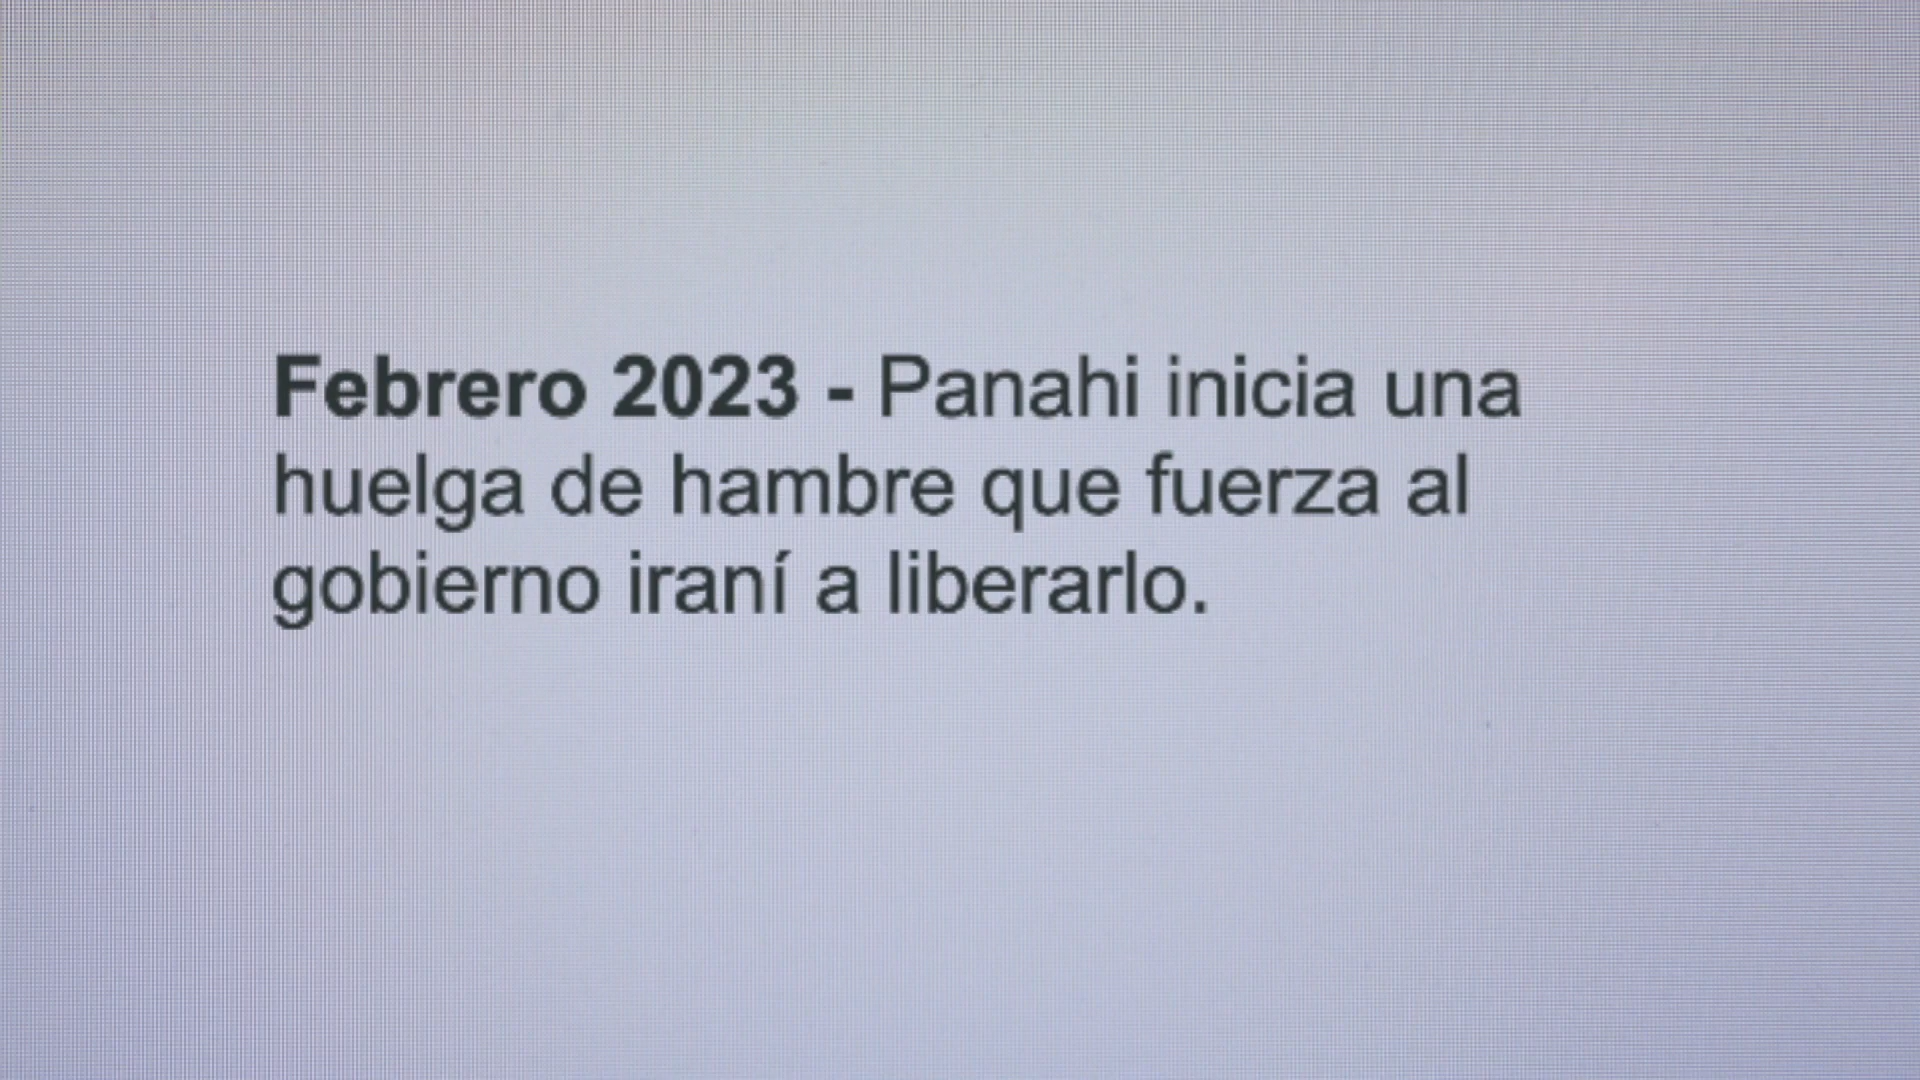 Febrero 2023 - Panahi inicia una
huelga de hambre que fuerza al
gobierno iraní a liberarlo.